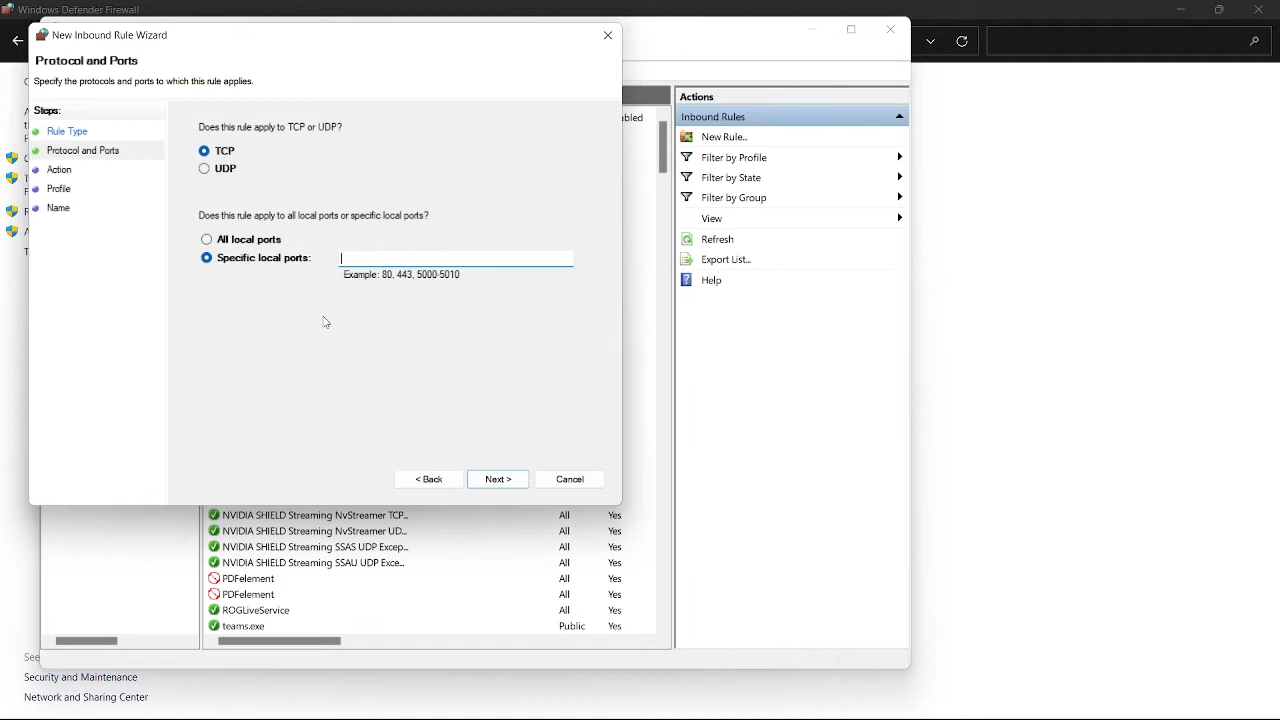 Windows Defender Firewall
New Inbound Rule Wizard
Protocol and Ports
Specify the protocols and ports to which this rule applies.
Steps:
Rule Type
Protocol and Ports
Action
Profile
Name
Does this rule apply to TCP or UDP?
TCP
UDP
Does this rule apply to all local ports or specific local ports?
All local ports
Specific local ports:
Example: 80, 443, 5000-5010
< Back
Next >
Cancel
Actions
Inbound Rules
New Rule...
Filter by Profile
Filter by State
Filter by Group
View
Refresh
Export List...
Help
NVIDIA SHIELD Streaming NvStreamer TCP... All Yes
NVIDIA SHIELD Streaming NvStreamer UD... All Yes
NVIDIA SHIELD Streaming SSAS UDP Excep... All Yes
NVIDIA SHIELD Streaming SSAU UDP Exce... All Yes
PDFelement All Yes
PDFelement All Yes
ROGLiveService All Yes
teams.exe Public Yes
See
Security and Maintenance
Network and Sharing Center